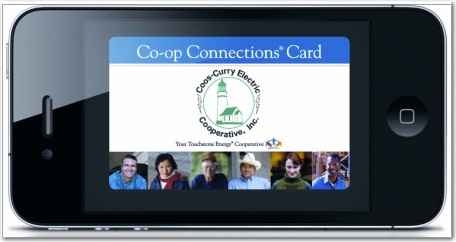 Co-op Connections® Card
Coos-Curry Electric
Cooperative, Inc.
Your Touchstone Energy® Cooperative